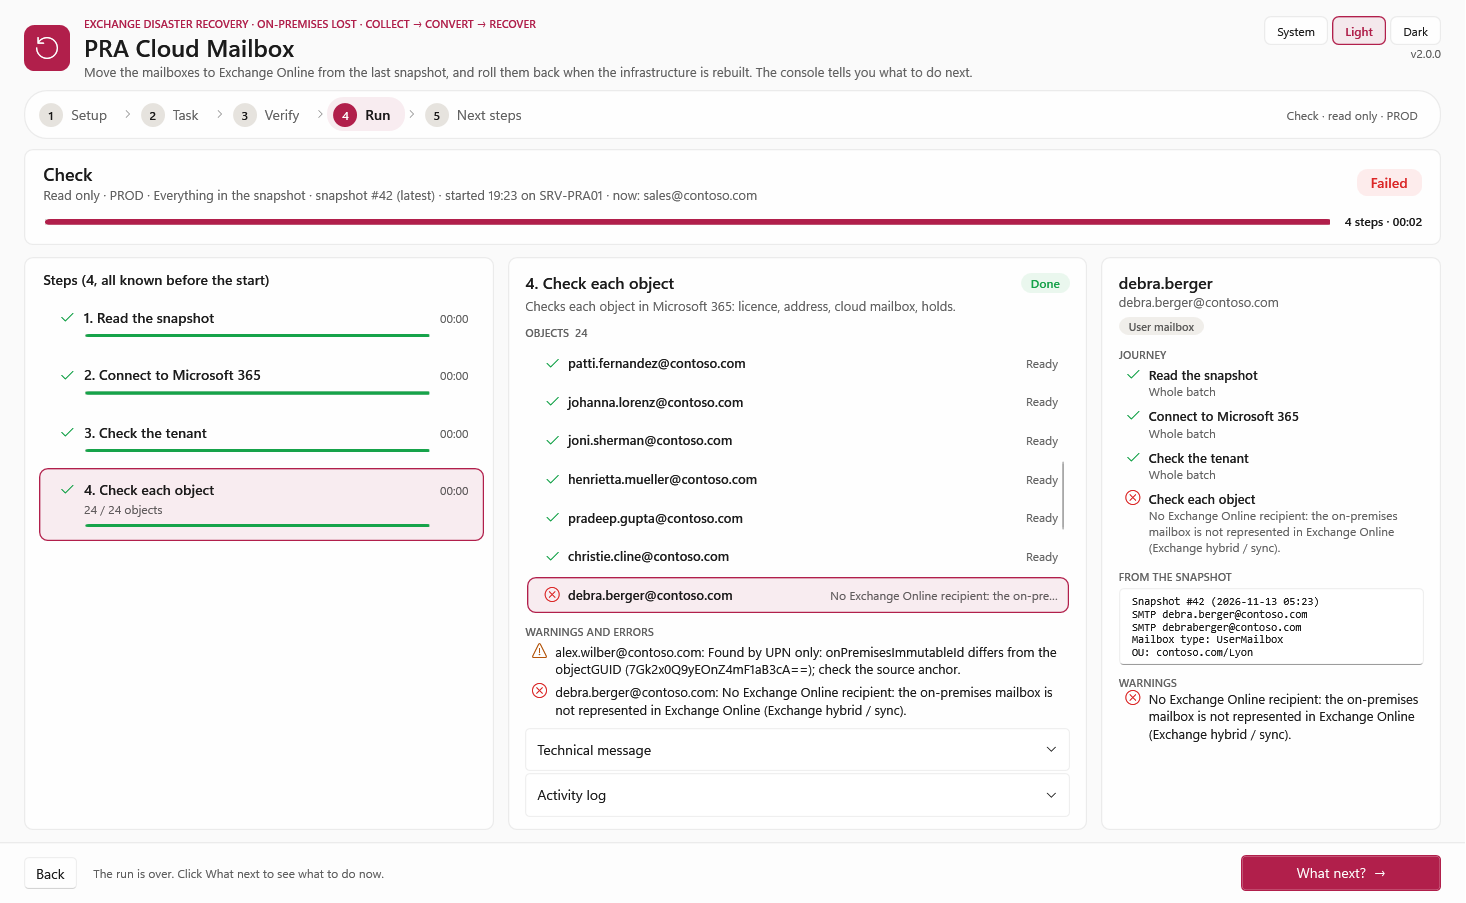 EXCHANGE DISASTER RECOVERY · ON-PREMISES LOST · COLLECT → CONVERT → RECOVER
PRA Cloud Mailbox
Move the mailboxes to Exchange Online from the last snapshot, and roll them back when the infrastructure is rebuilt. The console tells you what to do next.
System
Light
Dark
v2.0.0
1 Setup
2 Task
3 Verify
4 Run
5 Next steps
Check · read only · PROD
Check
Read only · PROD · Everything in the snapshot · snapshot #42 (latest) · started 19:23 on SRV-PRA01 · now: sales@contoso.com
Failed
4 steps · 00:02
Steps (4, all known before the start)
1. Read the snapshot 00:00
2. Connect to Microsoft 365 00:00
3. Check the tenant 00:00
4. Check each object 00:00
24 / 24 objects
4. Check each object
Done
Checks each object in Microsoft 365: licence, address, cloud mailbox, holds.
OBJECTS 24
patti.fernandez@contoso.com Ready
johanna.lorenz@contoso.com Ready
joni.sherman@contoso.com Ready
henrietta.mueller@contoso.com Ready
pradeep.gupta@contoso.com Ready
christie.cline@contoso.com Ready
debra.berger@contoso.com No Exchange Online recipient: the on-pre...
WARNINGS AND ERRORS
alex.wilber@contoso.com: Found by UPN only: onPremisesImmutableId differs from the
objectGUID (7Gk2x0Q9yEOnZ4mF1aB3cA==); check the source anchor.
debra.berger@contoso.com: No Exchange Online recipient: the on-premises mailbox is
not represented in Exchange Online (Exchange hybrid / sync).
Technical message
Activity log
debra.berger
debra.berger@contoso.com
User mailbox
JOURNEY
Read the snapshot
Whole batch
Connect to Microsoft 365
Whole batch
Check the tenant
Whole batch
Check each object
No Exchange Online recipient: the on-premises
mailbox is not represented in Exchange Online
(Exchange hybrid / sync).
FROM THE SNAPSHOT
Snapshot #42 (2026-11-13 05:23)
SMTP debra.berger@contoso.com
SMTP debraberger@contoso.com
Mailbox type: UserMailbox
OU: contoso.com/Lyon
WARNINGS
No Exchange Online recipient: the on-premises
mailbox is not represented in Exchange Online
(Exchange hybrid / sync).
Back
The run is over. Click What next to see what to do now.
What next? →